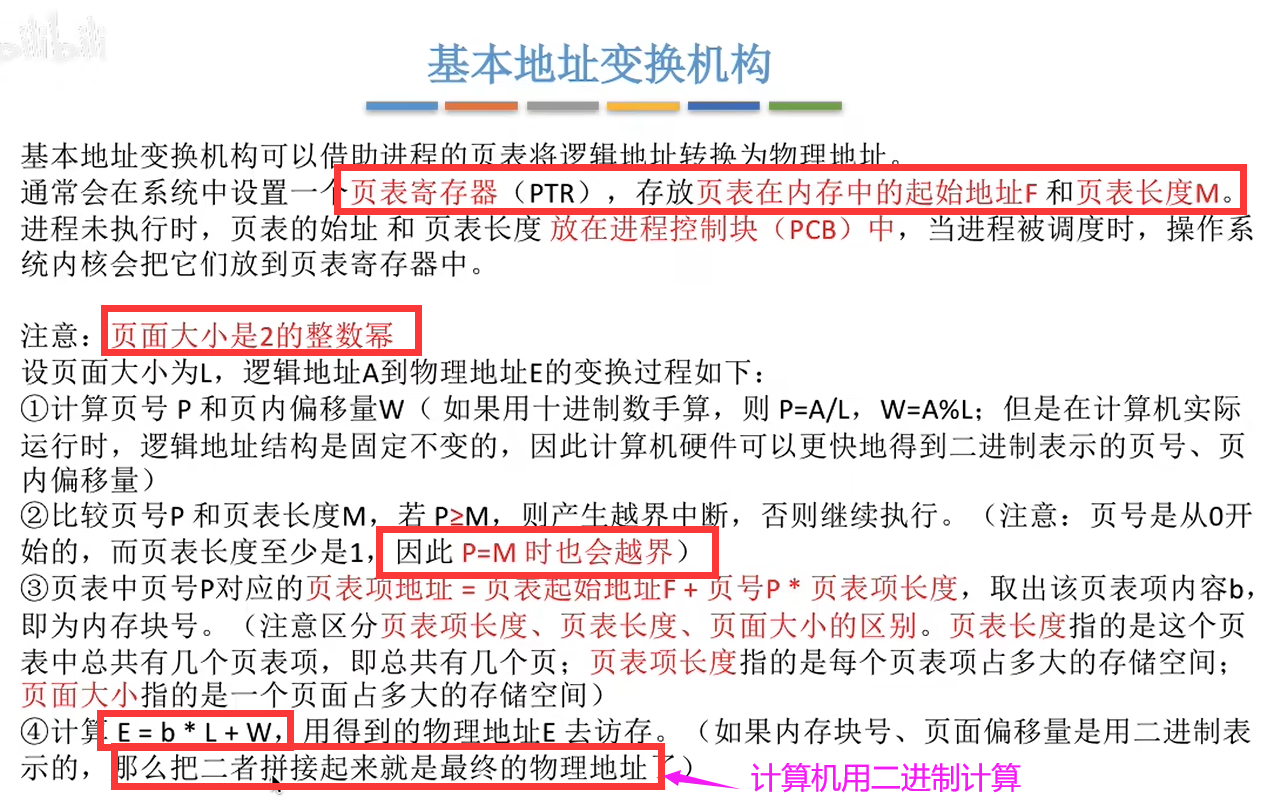 bilibili
基本地址变换机构
基本地址变换机构可以借助进程的页表将逻辑地址转换为物理地址。
通常会在系统中设置一个页表寄存器（PTR），存放页表在内存中的起始地址F 和页表长度M。
进程未执行时，页表的始址 和 页表长度 放在进程控制块（PCB）中，当进程被调度时，操作系
统内核会把它们放到页表寄存器中。
注意：页面大小是2的整数幂
设页面大小为L，逻辑地址A到物理地址E的变换过程如下：
①计算页号 P 和页内偏移量W（ 如果用十进制数手算，则 P=A/L，W=A%L；但是在计算机实际
运行时，逻辑地址结构是固定不变的，因此计算机硬件可以更快地得到二进制表示的页号、页
内偏移量）
②比较页号P 和页表长度M，若 P≥M，则产生越界中断，否则继续执行。（注意：页号是从0开
始的，而页表长度至少是1，因此 P=M 时也会越界）
③页表中页号P对应的页表项地址 = 页表起始地址F + 页号P * 页表项长度，取出该页表项内容b，
即为内存块号。（注意区分页表项长度、页表长度、页面大小的区别。页表长度指的是这个页
表中总共有几个页表项，即总共有几个页；页表项长度指的是每个页表项占多大的存储空间；
页面大小指的是一个页面占多大的存储空间）
④计算 E = b * L + W，用得到的物理地址E 去访存。（如果内存块号、页面偏移量是用二进制表
示的，那么把二者拼接起来就是最终的物理地址了）
计算机用二进制计算